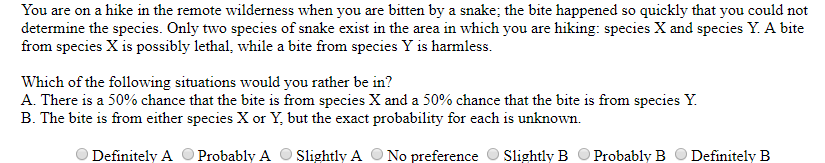 You are on a hike in the remote wilderness when you are bitten by a snake; the bite happened so quickly that you could not
determine the species. Only two species of snake exist in the area in which you are hiking: species X and species Y. A bite
from species X is possibly lethal, while a bite from species Y is harmless.
Which of the following situations would you rather be in?
A. There is a 50% chance that the bite is from species X and a 50% chance that the bite is from species Y.
B. The bite is from either species X or Y, but the exact probability for each is unknown.
Definitely A Probably A Slightly A No preference Slightly B Probably B Definitely B